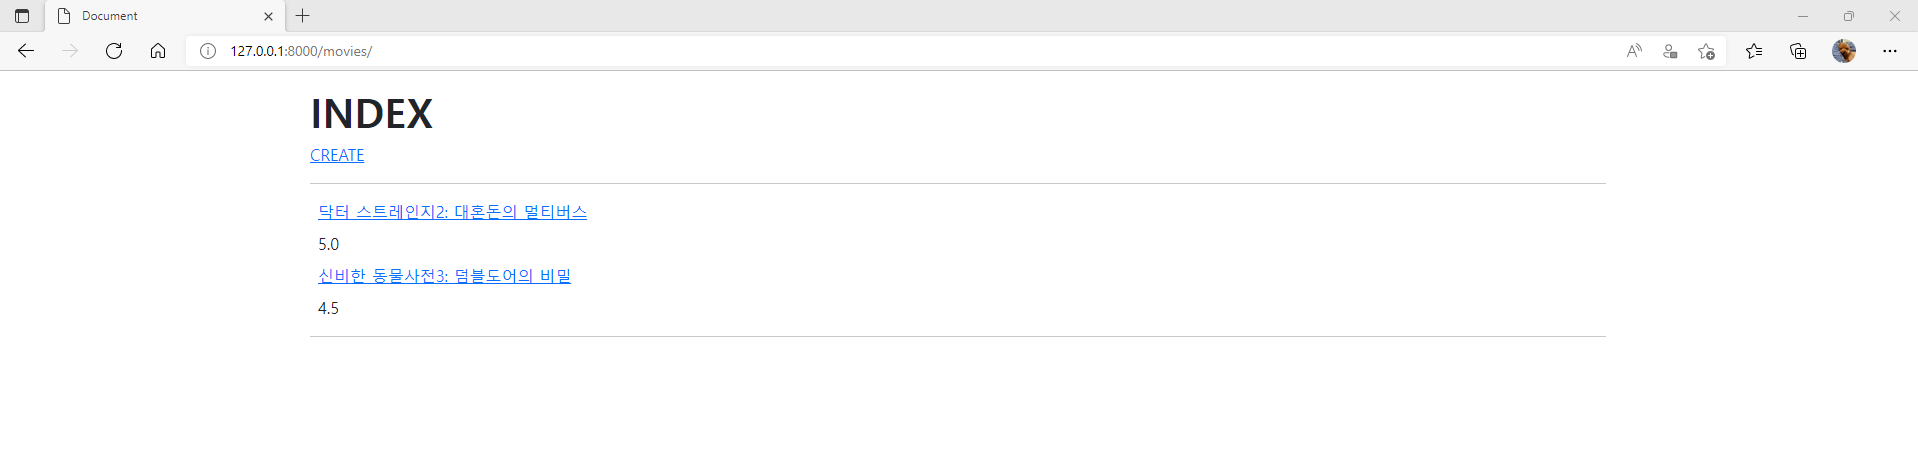 Document
127.0.0.1:8000/movies/
INDEX
CREATE
닥터 스트레인지2: 대혼돈의 멀티버스
5.0
신비한 동물사전3: 덤블도어의 비밀
4.5